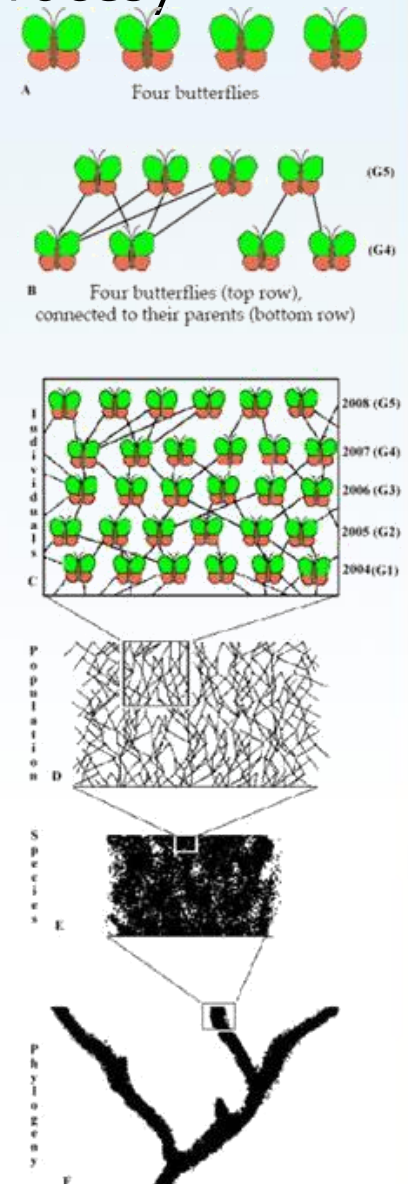 A
Four butterflies
(G5)
(G4)
B
Four butterflies (top row),
connected to their parents (bottom row)
Individuals
2008 (G5)
2007 (G4)
2006 (G3)
2005 (G2)
2004(G1)
C
Population
D
Species
E
Phylogeny
F